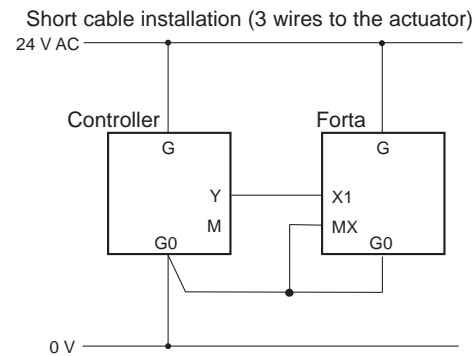 Short cable installation (3 wires to the actuator)
24 V AC
Controller
Forta
G
G
Y
X1
M
MX
G0
G0
0 V